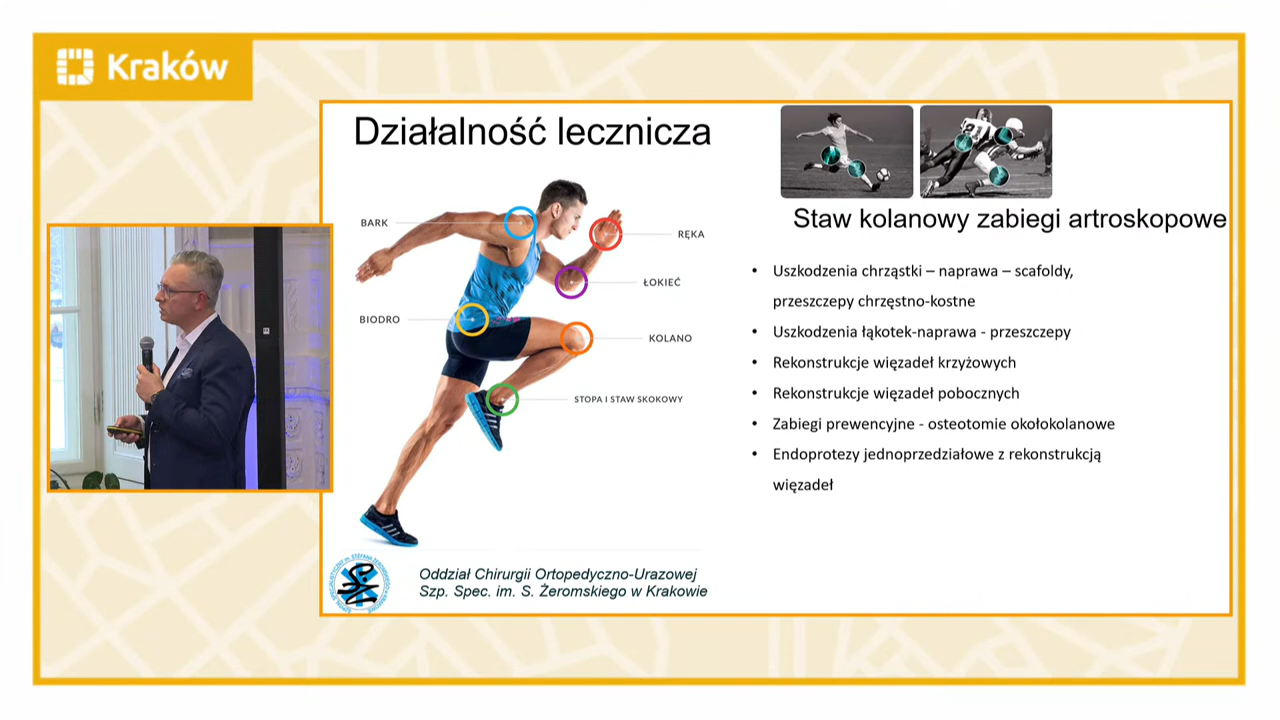 Kraków
Działalność lecznicza
BARK
RĘKA
ŁOKIEĆ
BIODRO
KOLANO
STOPA I STAW SKOKOWY
Oddział Chirurgii Ortopedyczno-Urazowej
Szp. Spec. im. S. Żeromskiego w Krakowie
Staw kolanowy zabiegi artroskopowe
• Uszkodzenia chrząstki – naprawa – scafoldy,
przeszczepy chrzęstno-kostne
• Uszkodzenia łąkotek-naprawa - przeszczepy
• Rekonstrukcje więzadeł krzyżowych
• Rekonstrukcje więzadeł pobocznych
• Zabiegi prewencyjne - osteotomie okołokolanowe
• Endoprotezy jednoprzedziałowe z rekonstrukcją
więzadeł